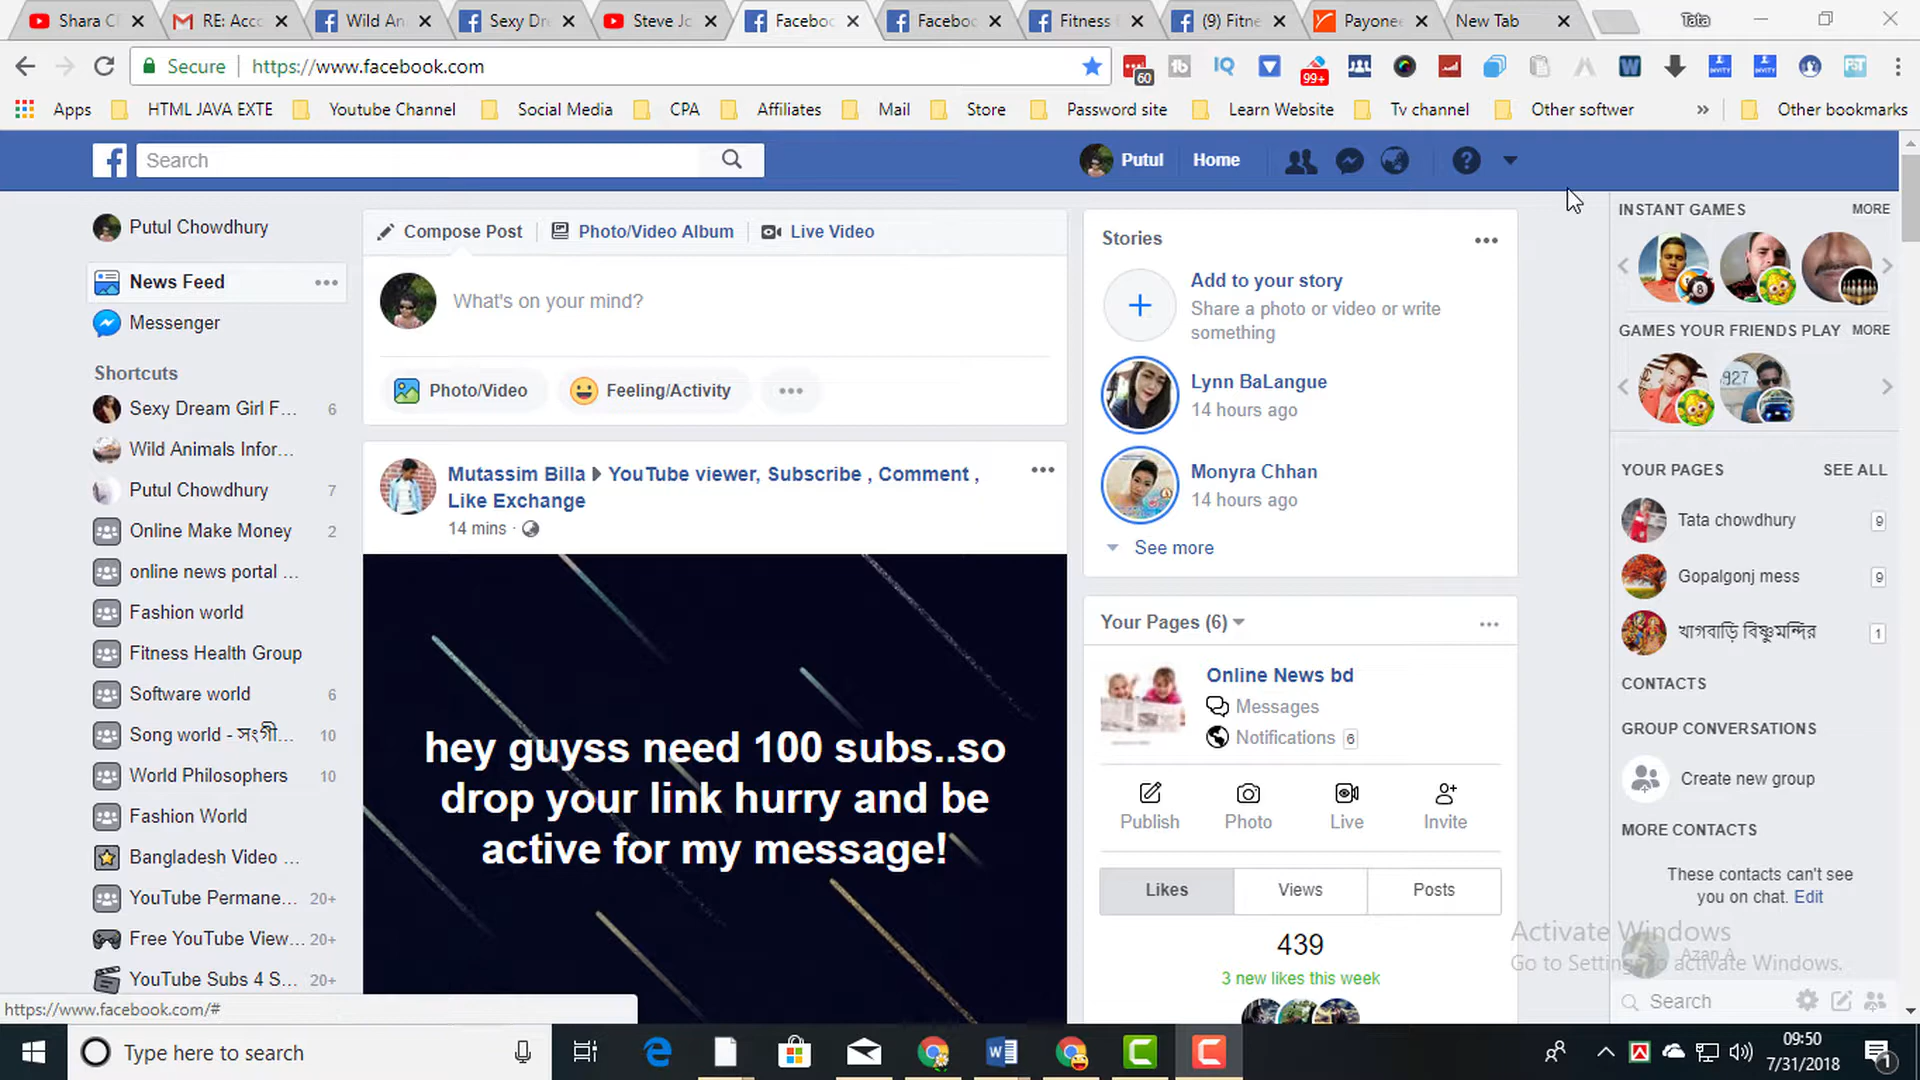 Shara C
RE: Acc
Wild An
Sexy Dr
Steve Jo
Faceboo
Faceboo
Fitness
(9) Fitne
Payone
New Tab
Tata
Secure
https://www.facebook.com
60
99+
Apps
HTML JAVA EXTE
Youtube Channel
Social Media
CPA
Affiliates
Mail
Store
Password site
Learn Website
Tv channel
Other softwer
»
Other bookmarks
Search
Putul
Home
Putul Chowdhury
News Feed
Messenger
Shortcuts
Sexy Dream Girl F... 6
Wild Animals Infor...
Putul Chowdhury 7
Online Make Money 2
online news portal ...
Fashion world
Fitness Health Group
Software world 6
Song world - সংগী... 10
World Philosophers 10
Fashion World
Bangladesh Video ...
YouTube Permane... 20+
Free YouTube View... 20+
YouTube Subs 4 S... 20+
https://www.facebook.com/#
Compose Post
Photo/Video Album
Live Video
What's on your mind?
Photo/Video
Feeling/Activity
Mutassim Billa YouTube viewer, Subscribe , Comment ,
Like Exchange
14 mins ·
hey guyss need 100 subs..so
drop your link hurry and be
active for my message!
Stories
Add to your story
Share a photo or video or write
something
Lynn BaLangue
14 hours ago
Monyra Chhan
14 hours ago
See more
Your Pages (6)
Online News bd
Messages
Notifications 6
Publish
Photo
Live
Invite
Likes
Views
Posts
439
3 new likes this week
INSTANT GAMES
MORE
GAMES YOUR FRIENDS PLAY
MORE
YOUR PAGES
SEE ALL
Tata chowdhury 9
Gopalgonj mess 9
খাগবাড়ি বিষ্ণুমন্দির 1
CONTACTS
GROUP CONVERSATIONS
Create new group
MORE CONTACTS
These contacts can't see
you on chat. Edit
Azan A
Activate Windows
Go to Settings to activate Windows.
Search
Type here to search
09:50
7/31/2018
1